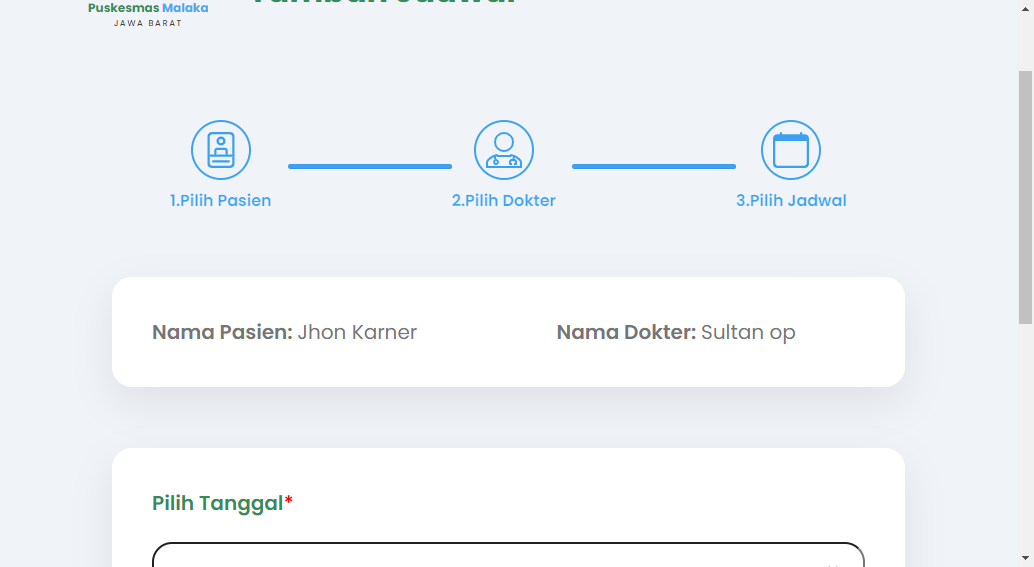 Puskesmas Malaka
JAWA BARAT
1.Pilih Pasien
2.Pilih Dokter
3.Pilih Jadwal
Nama Pasien: Jhon Karner
Nama Dokter: Sultan op
Pilih Tanggal*